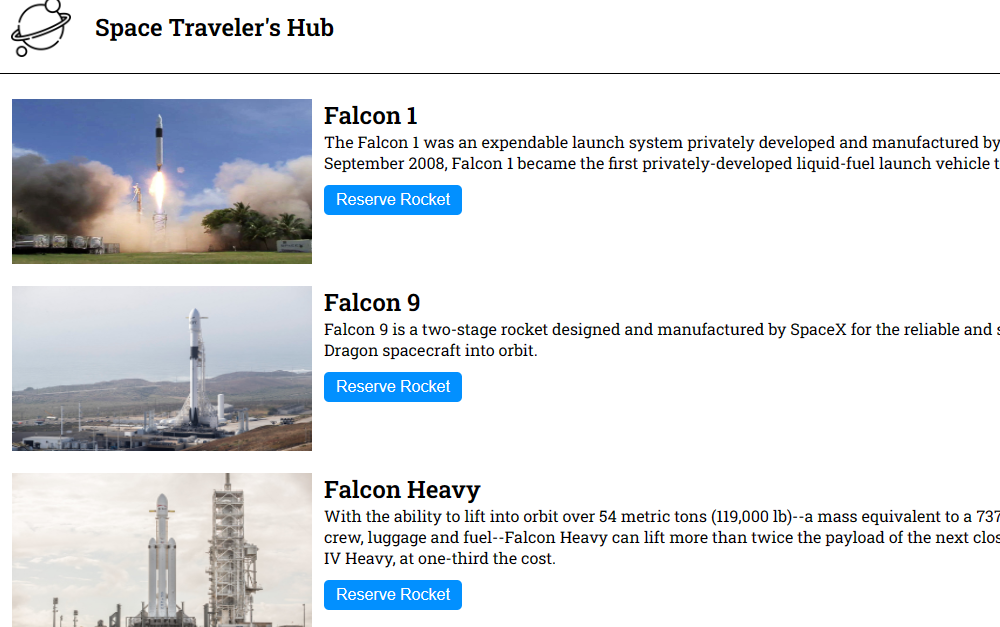 Space Traveler's Hub
Falcon 1
The Falcon 1 was an expendable launch system privately developed and manufactured by
September 2008, Falcon 1 became the first privately-developed liquid-fuel launch vehicle
Reserve Rocket
Falcon 9
Falcon 9 is a two-stage rocket designed and manufactured by SpaceX for the reliable and
Dragon spacecraft into orbit.
Reserve Rocket
Falcon Heavy
With the ability to lift into orbit over 54 metric tons (119,000 lb)--a mass equivalent to a 737
crew, luggage and fuel--Falcon Heavy can lift more than twice the payload of the next
IV Heavy, at one-third the cost.
Reserve Rocket